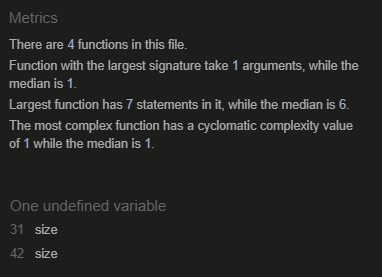 Metrics
There are 4 functions in this file.
Function with the largest signature take 1 arguments, while the
median is 1.
Largest function has 7 statements in it, while the median is 6.
The most complex function has a cyclomatic complexity value
of 1 while the median is 1.
One undefined variable
31 size
42 size